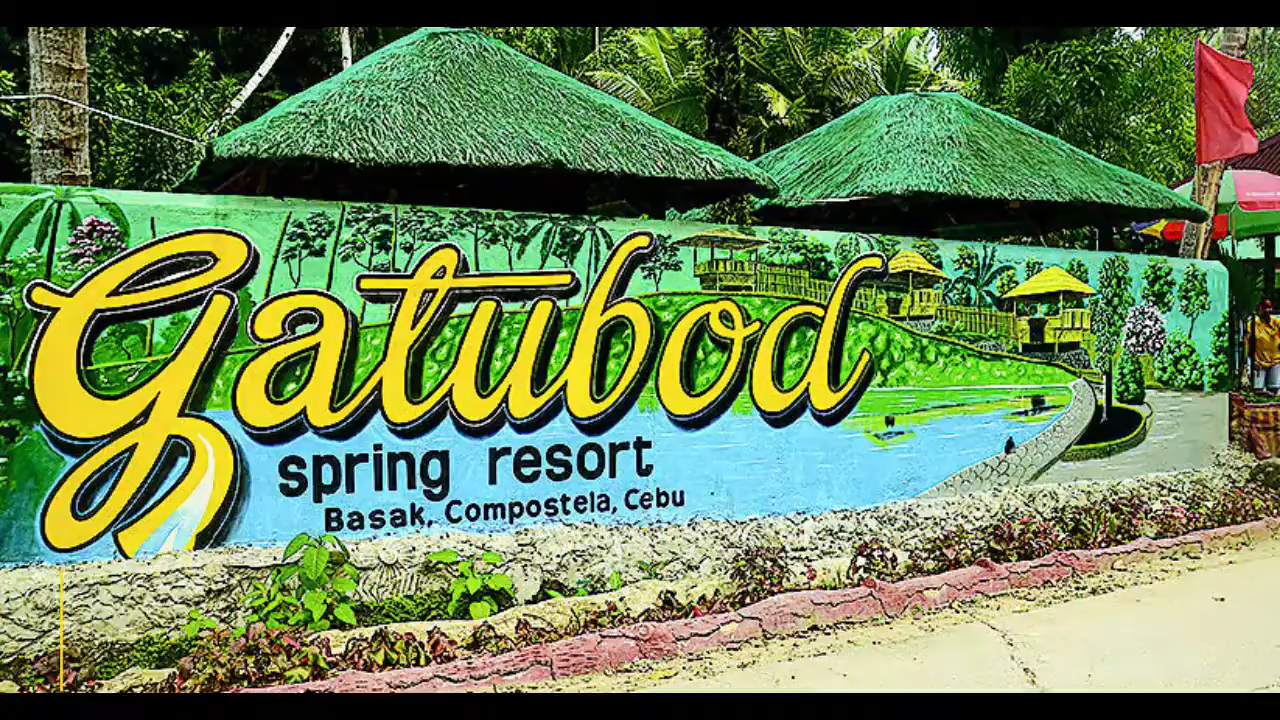 Gatubod
spring resort
Basak, Compostela, Cebu